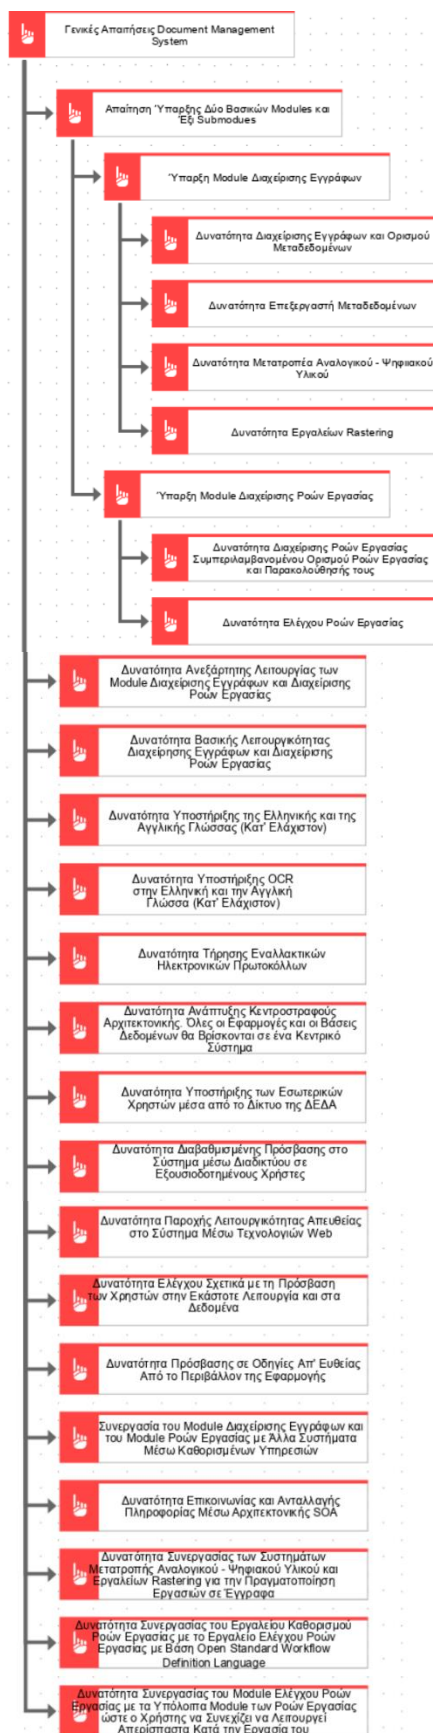 Γενικές Απαιτήσεις Document Management
System
Απαίτηση Ύπαρξης Δύο Βασικών Modules και
Έξι Submodues
Ύπαρξη Module Διαχείρισης Εγγράφων
Δυνατότητα Διαχείρισης Εγγράφων και Ορισμού
Μεταδεδομένων
Δυνατότητα Επεξεργαστή Μεταδεδομένων
Δυνατότητα Μετατροπέα Αναλογικού - Ψηφιακού
Υλικού
Δυνατότητα Εργαλείων Rastering
Ύπαρξη Module Διαχείρισης Ροών Εργασίας
Δυνατότητα Διαχείρισης Ροών Εργασίας
Συμπεριλαμβανομένου Ορισμού Ροών Εργασίας
και Παρακολούθησής τους
Δυνατότητα Ελέγχου Ροών Εργασίας
Δυνατότητα Ανεξάρτητης Λειτουργίας των
Module Διαχείρισης Εγγράφων και Διαχείρισης
Ροών Εργασίας
Δυνατότητα Βασικής Λειτουργικότητας
Διαχείρησης Εγγράφων και Διαχείρισης
Ροών Εργασίας
Δυνατότητα Υποστήριξης της Ελληνικής και της
Αγγλικής Γλώσσας (Κατ' Ελάχιστον)
Δυνατότητα Υποστήριξης OCR
στην Ελληνική και την Αγγλική
Γλώσσα (Κατ' Ελάχιστον)
Δυνατότητα Τήρησης Εναλλακτικών
Ηλεκτρονικών Πρωτοκόλλων
Δυνατότητα Ανάπτυξης Κεντροστραφούς
Αρχιτεκτονικής. Όλες οι Εφαρμογές και οι Βάσεις
Δεδομένων θα Βρίσκονται σε ένα Κεντρικό
Σύστημα
Δυνατότητα Υποστήριξης των Εσωτερικών
Χρηστών μέσα από το Δίκτυο της ΔΕΔΑ
Δυνατότητα Διαβαθμισμένης Πρόσβασης στο
Σύστημα μέσω Διαδικτύου σε
Εξουσιοδοτημένους Χρήστες
Δυνατότητα Παροχής Λειτουργικότητας Απευθείας
στο Σύστημα Μέσω Τεχνολογιών Web
Δυνατότητα Ελέγχου Σχετικά με τη Πρόσβαση
των Χρηστών στην Εκάστοτε Λειτουργία και στα
Δεδομένα
Δυνατότητα Πρόσβασης σε Οδηγίες Απ' Ευθείας
Από το Περιβάλλον της Εφαρμογής
Συνεργασία του Module Διαχείρισης Εγγράφων και
του Module Ροών Εργασίας με Άλλα Συστήματα
Μέσω Καθορισμένων Υπηρεσιών
Δυνατότητα Επικοινωνίας και Ανταλλαγής
Πληροφορίας Μέσω Αρχιτεκτονικής SOA
Δυνατότητα Συνεργασίας των Συστημάτων
Μετατροπής Αναλογικού - Ψηφιακού Υλικού και
Εργαλείων Rastering για την Πραγματοποίηση
Εργασιών σε Έγγραφα
Δυνατότητα Συνεργασίας του Εργαλείου Καθορισμού
Ροών Εργασίας με το Εργαλείο Ελέγχου Ροών
Εργασίας με Βάση Open Standard Workflow
Definition Language
Δυνατότητα Συνεργασίας του Module Ελέγχου Ροών
Εργασίας με τα Υπόλοιπα Module των Ροών Εργασίας
ώστε ο Χρήστης να Συνεχίζει να Λειτουργεί
Απερίσπαστα Κατά την Εργασία του